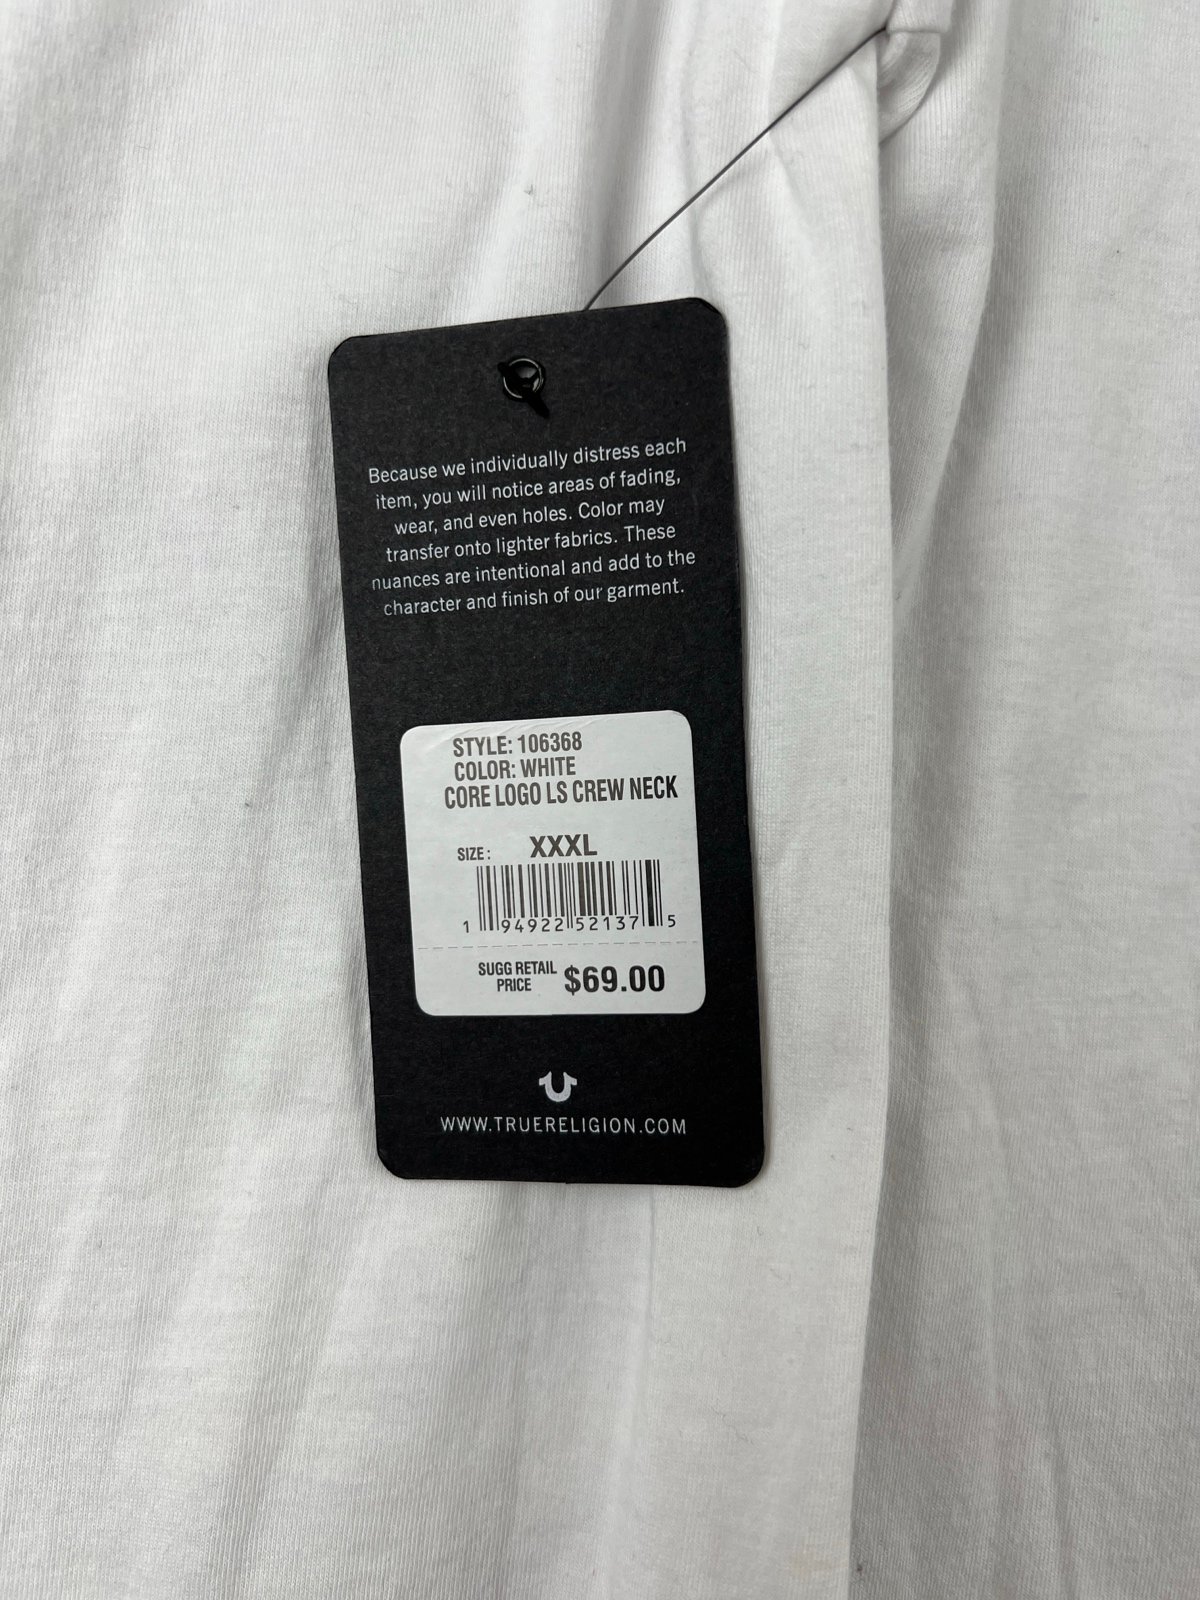 Because we individually distress each
item, you will notice areas of fading,
wear, and even holes. Color may
transfer onto lighter fabrics. These
nuances are intentional and add to the
character and finish of our garment.
STYLE: 106368
COLOR: WHITE
CORE LOGO LS CREW NECK
SIZE: XXXL
1 94922 52137 5
SUGG RETAIL
PRICE $69.00
WWW.TRUERELIGION.COM